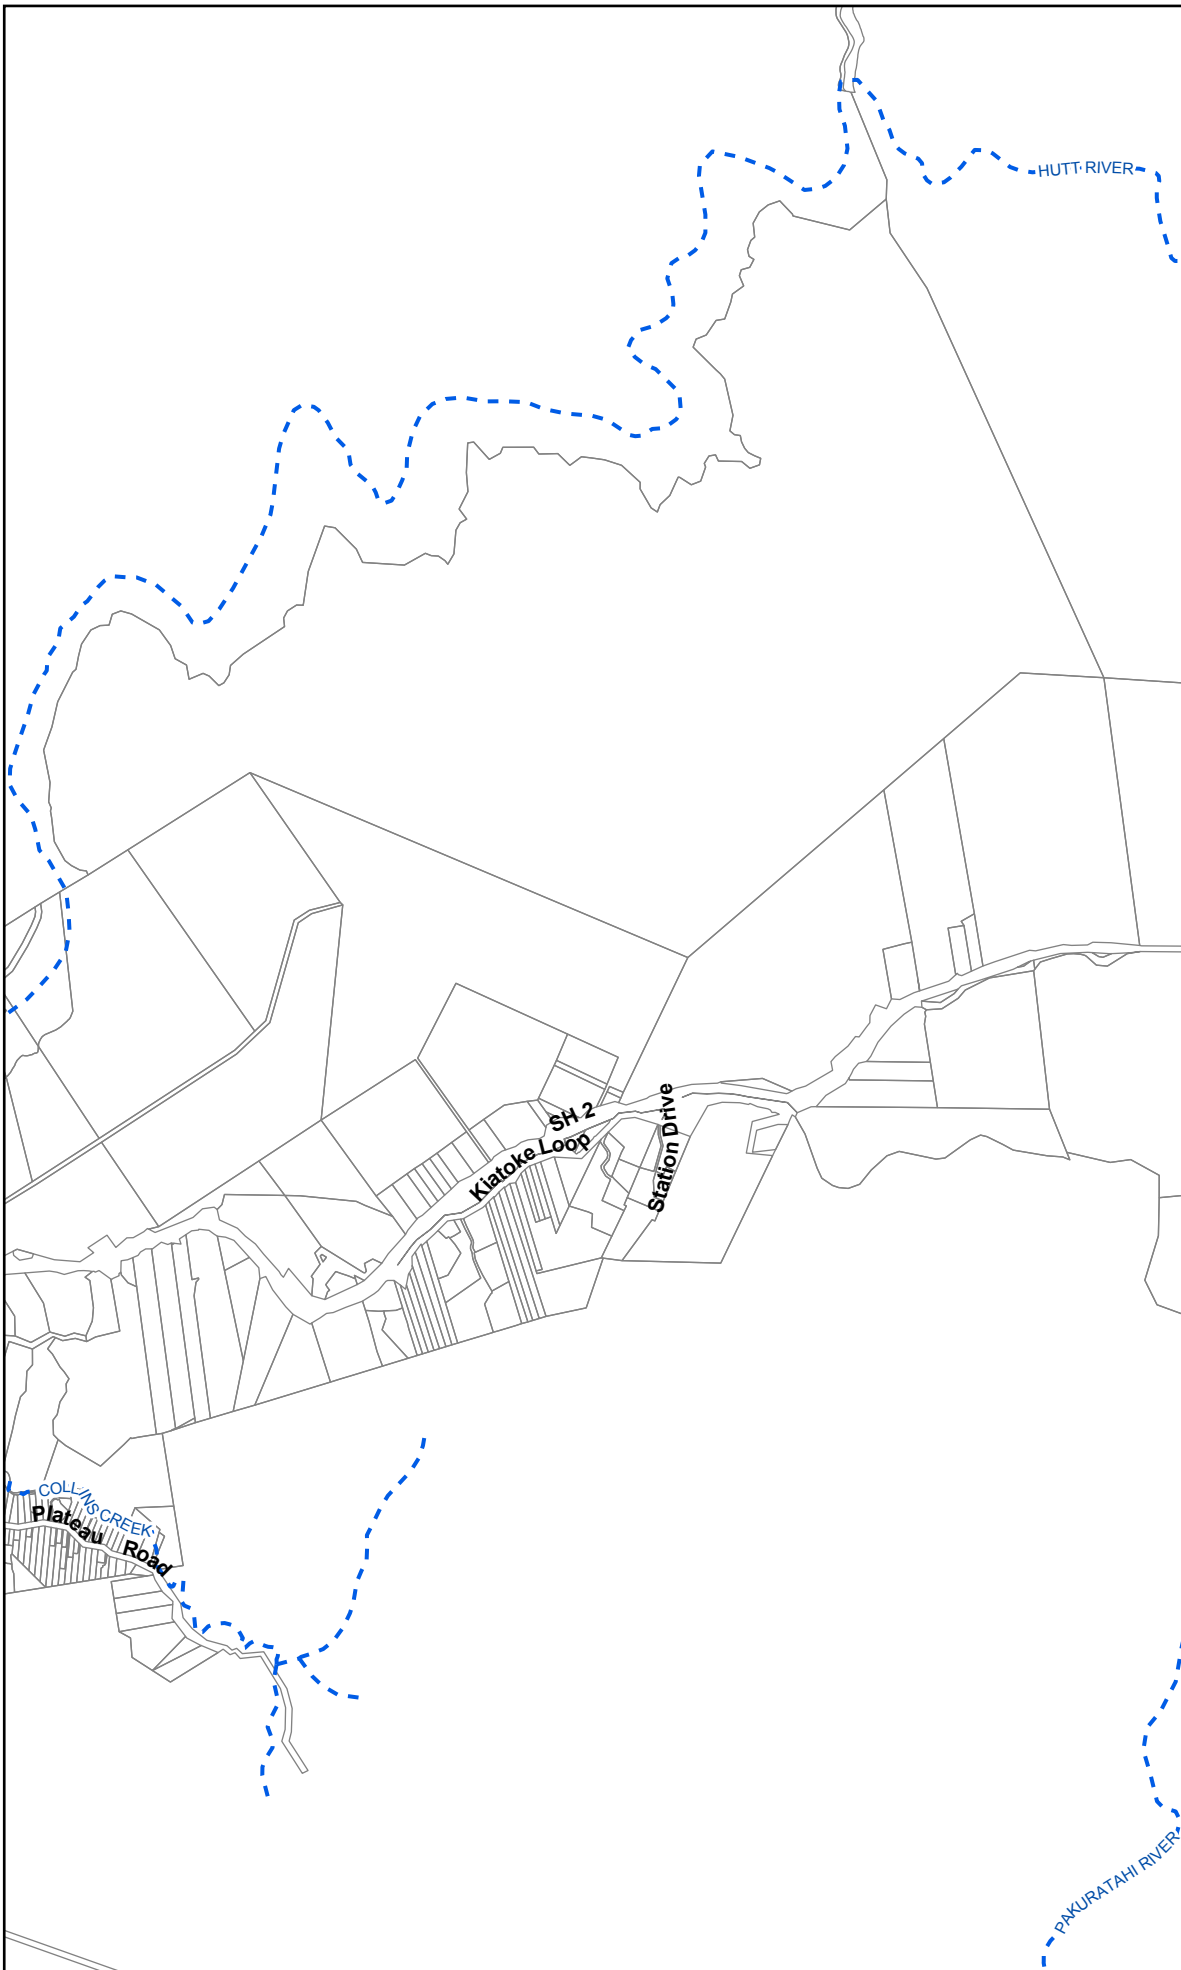 HUTT RIVER
SH 2
Kiatoke Loop
Station Drive
COLLINS CREEK
Plateau Road
PAKURATAHI RIVER